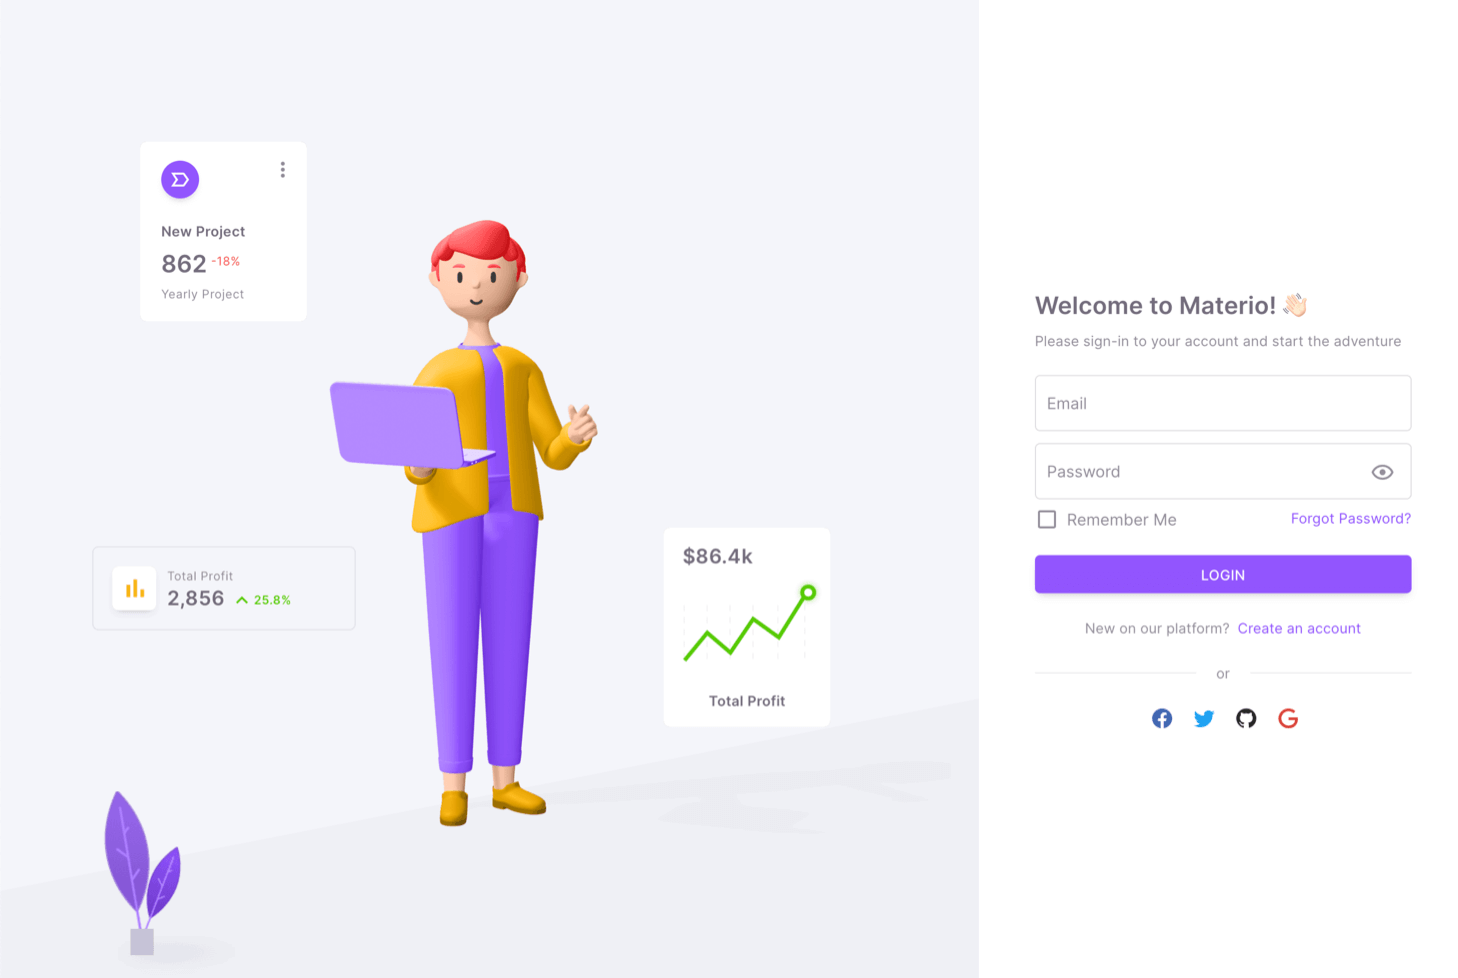 New Project
862 -18%
Yearly Project
Total Profit
2,856 25.8%
$86.4k
Total Profit
Welcome to Materio! 👋🏻
Please sign-in to your account and start the adventure
Email
Password
Remember Me Forgot Password?
LOGIN
New on our platform? Create an account
or